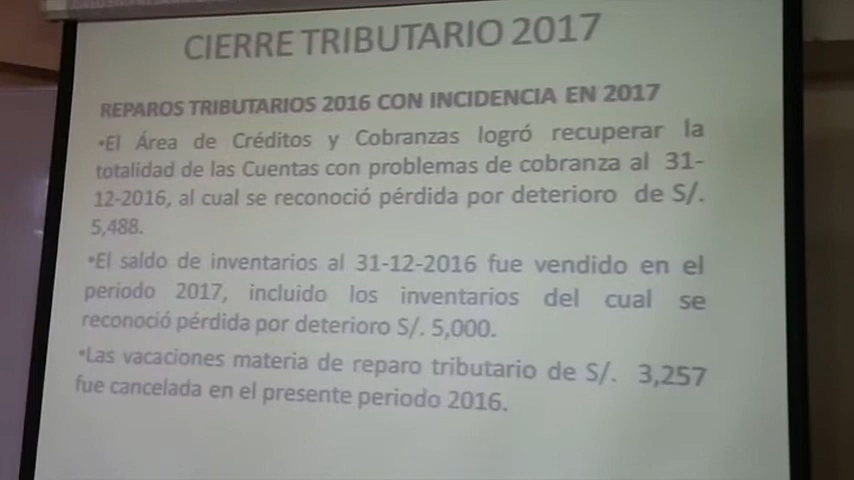 CIERRE TRIBUTARIO 2017
REPAROS TRIBUTARIOS 2016 CON INCIDENCIA EN 2017
•El Área de Créditos y Cobranzas logró recuperar la
totalidad de las Cuentas con problemas de cobranza al 31-
12-2016, al cual se reconoció pérdida por deterioro de S/.
5,488.
•El saldo de inventarios al 31-12-2016 fue vendido en el
periodo 2017, incluido los inventarios del cual se
reconoció pérdida por deterioro S/. 5,000.
•Las vacaciones materia de reparo tributario de S/. 3,257
fue cancelada en el presente periodo 2016.